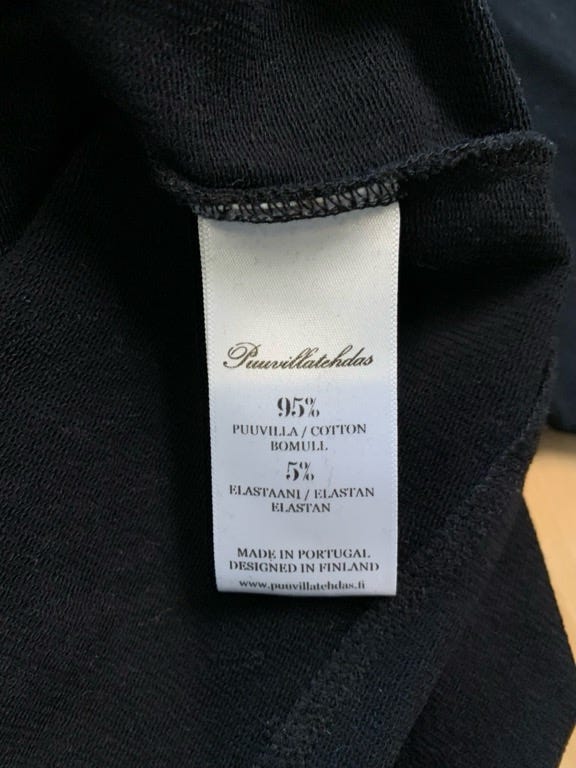 Puuvillatehdas
95%
PUUVILLA / COTTON
BOMULL
5%
ELASTAANI / ELASTAN
ELASTAN
MADE IN PORTUGAL
DESIGNED IN FINLAND
www.puuvillatehdas.fi